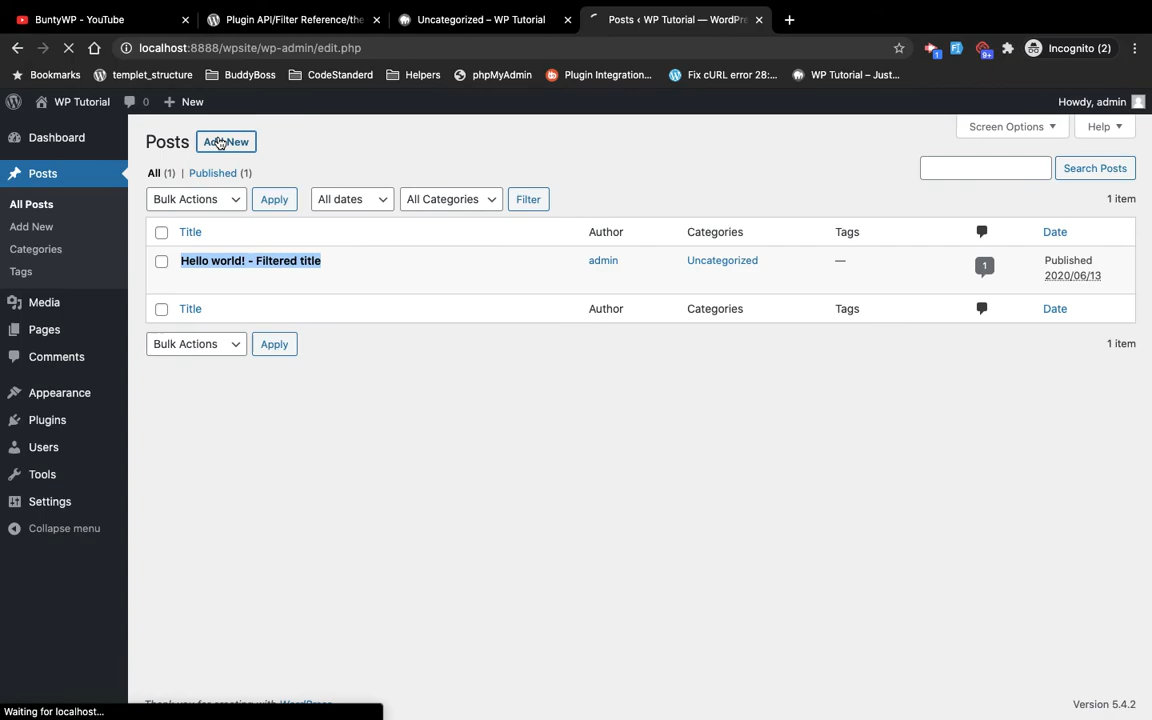 BuntyWP - YouTube
Plugin API/Filter Reference/the
Uncategorized – WP Tutorial
Posts ‹ WP Tutorial — WordPre
localhost:8888/wpsite/wp-admin/edit.php
1
9+
Incognito (2)
Bookmarks
templet_structure
BuddyBoss
CodeStanderd
Helpers
phpMyAdmin
Plugin Integration...
Fix cURL error 28:...
WP Tutorial – Just...
WP Tutorial
0
New
Howdy, admin
Dashboard
Posts
All Posts
Add New
Categories
Tags
Media
Pages
Comments
Appearance
Plugins
Users
Tools
Settings
Collapse menu
Screen Options
Help
Posts
Add New
All (1) | Published (1)
Search Posts
Bulk Actions
Apply
All dates
All Categories
Filter
1 item
Title
Author
Categories
Tags
Date
Hello world! - Filtered title
admin
Uncategorized
—
1
Published
2020/06/13
Title
Author
Categories
Tags
Date
Bulk Actions
Apply
1 item
Version 5.4.2
Waiting for localhost...